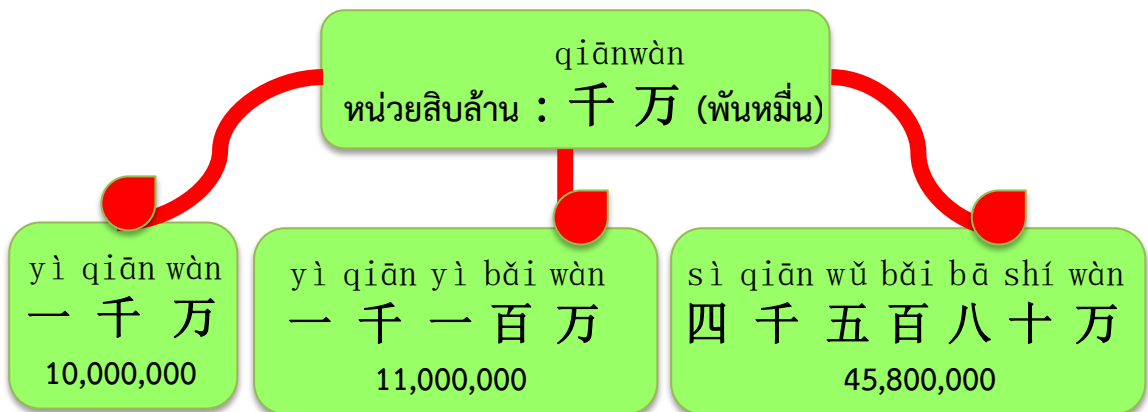 qiānwàn
หน่วยสิบล้าน : 千 万 (พันหมื่น)
yì qiān wàn
一 千 万
10,000,000
yì qiān yì bǎi wàn
一 千 一 百 万
11,000,000
sì qiān wǔ bǎi bā shí wàn
四 千 五 百 八 十 万
45,800,000